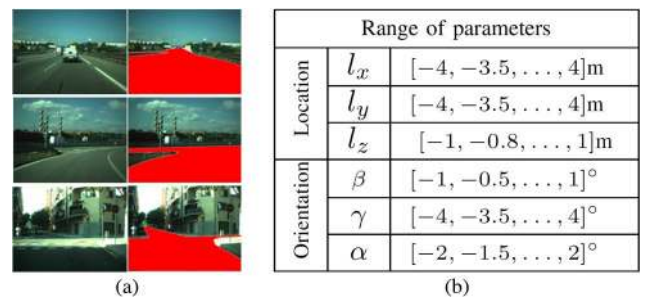 Range of parameters
Location
l_x [−4, −3.5, . . . , 4]m
l_y [−4, −3.5, . . . , 4]m
l_z [−1, −0.8, . . . , 1]m
Orientation
β [−1, −0.5, . . . , 1]°
γ [−4, −3.5, . . . , 4]°
α [−2, −1.5, . . . , 2]°
(a) (b)